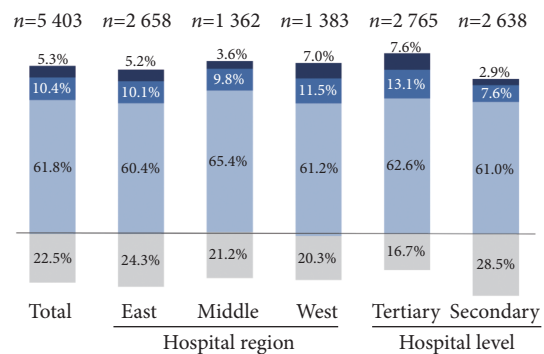 n=5 403 n=2 658 n=1 362 n=1 383 n=2 765 n=2 638
5.3% 5.2% 3.6% 7.0% 7.6% 2.9%
10.4% 10.1% 9.8% 11.5% 13.1% 7.6%
61.8% 60.4% 65.4% 61.2% 62.6% 61.0%
22.5% 24.3% 21.2% 20.3% 16.7% 28.5%
Total East Middle West Tertiary Secondary
Hospital region Hospital level